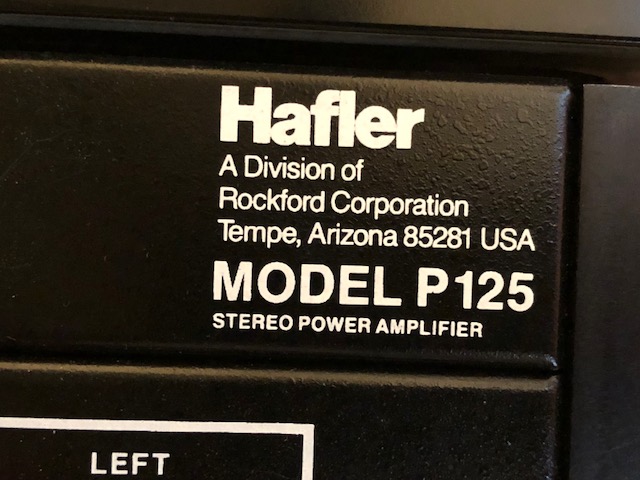 Hafler
A Division of
Rockford Corporation
Tempe, Arizona 85281 USA
MODEL P125
STEREO POWER AMPLIFIER
LEFT